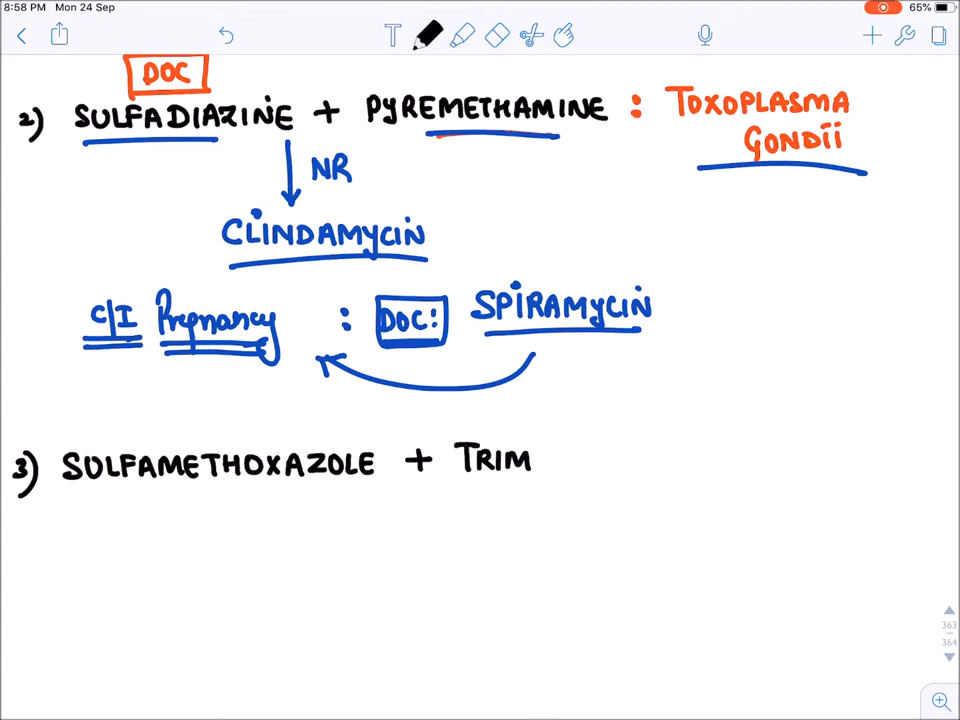 8:58 PM Mon 24 Sep 65%
T
DOC
2) SULFADIAZINE + PYREMETHAMINE : TOXOPLASMA
GONDII
NR
CLINDAMYCIN
C/I Pregnancy : DOC: SPIRAMYCIN
3) SULFAMETHOXAZOLE + TRIM
363
364